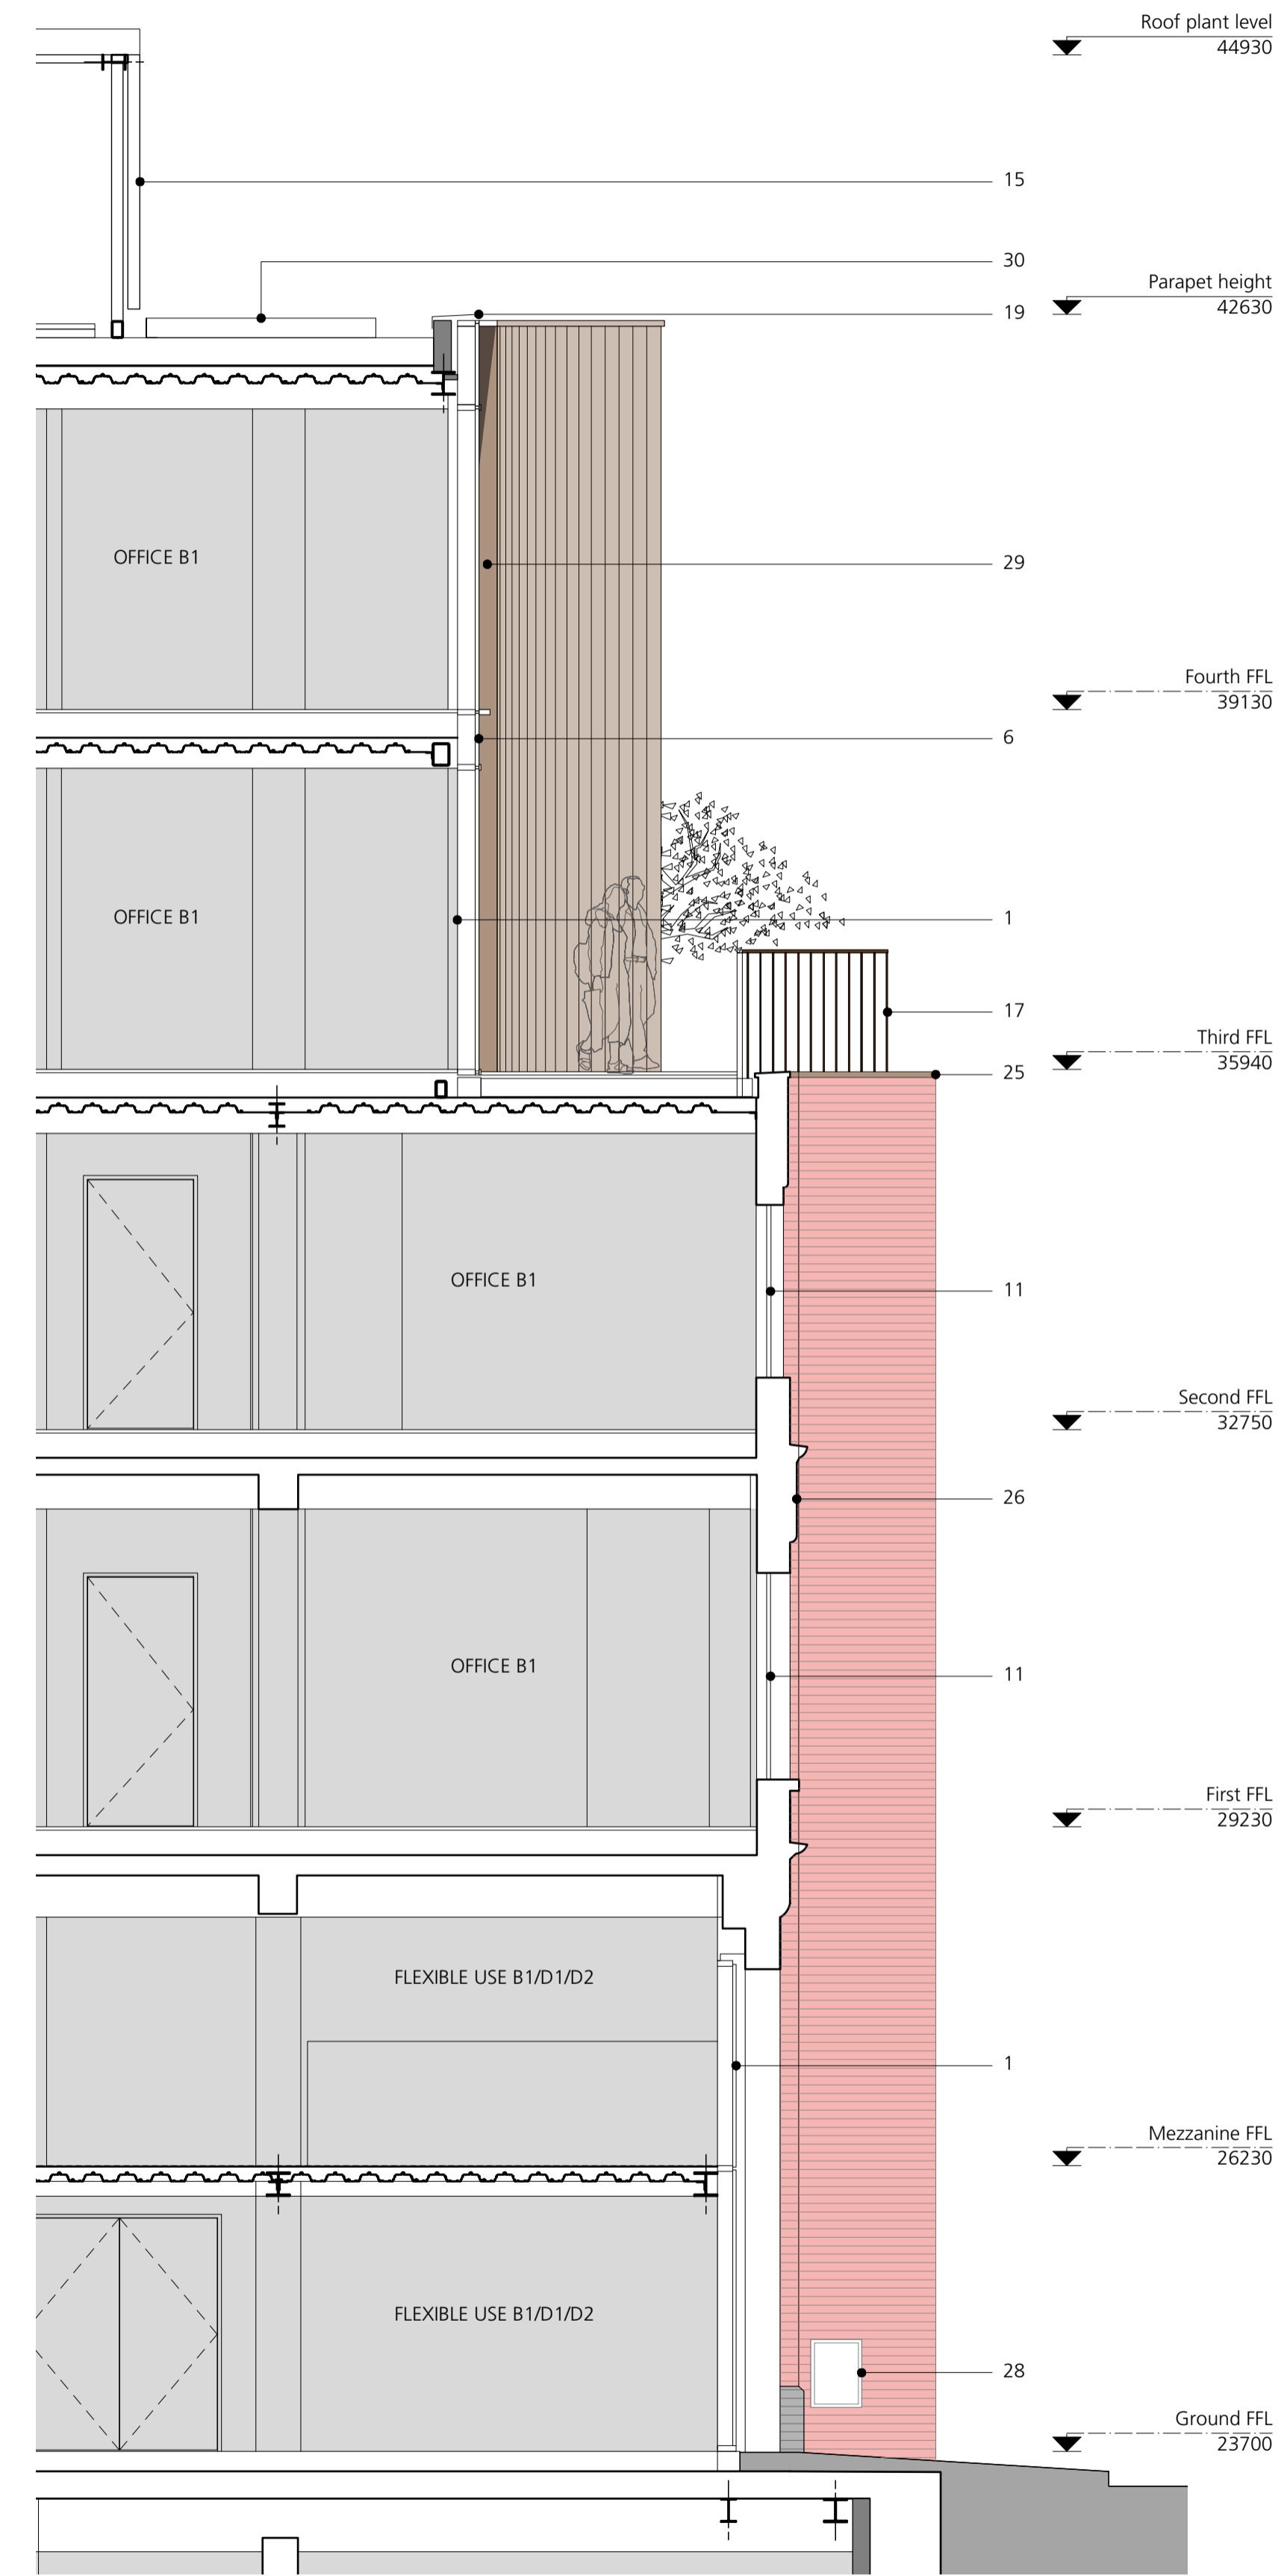 Roof plant level
44930
15
30
Parapet height
42630
19
OFFICE B1
29
Fourth FFL
39130
6
OFFICE B1
1
17
Third FFL
35940
25
OFFICE B1
11
Second FFL
32750
26
OFFICE B1
11
First FFL
29230
FLEXIBLE USE B1/D1/D2
1
Mezzanine FFL
26230
FLEXIBLE USE B1/D1/D2
28
Ground FFL
23700